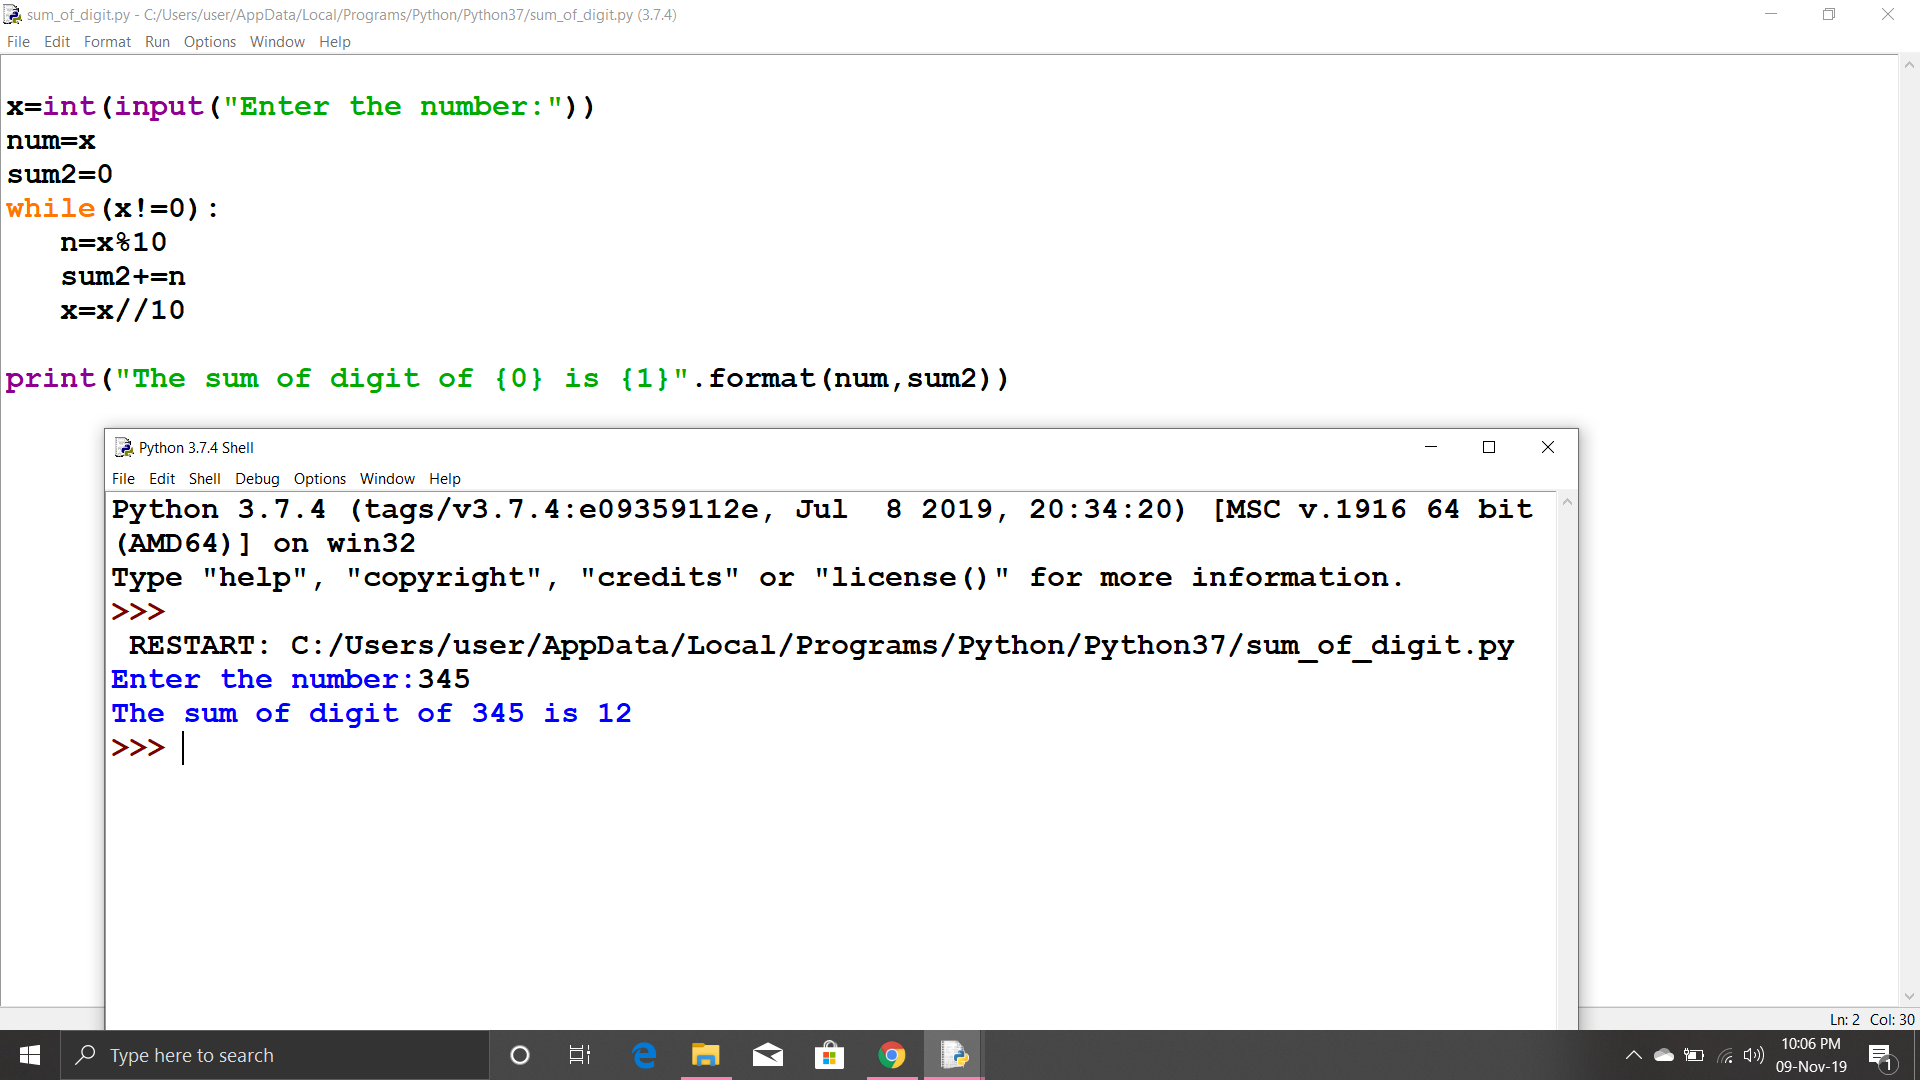 sum_of_digit.py - C:/Users/user/AppData/Local/Programs/Python/Python37/sum_of_digit.py (3.7.4)
File Edit Format Run Options Window Help
x=int(input("Enter the number:"))
num=x
sum2=0
while(x!=0):
   n=x%10
   sum2+=n
   x=x//10
print("The sum of digit of {0} is {1}".format(num,sum2))
Python 3.7.4 Shell
File Edit Shell Debug Options Window Help
Python 3.7.4 (tags/v3.7.4:e09359112e, Jul  8 2019, 20:34:20) [MSC v.1916 64 bit
(AMD64)] on win32
Type "help", "copyright", "credits" or "license()" for more information.
>>>
 RESTART: C:/Users/user/AppData/Local/Programs/Python/Python37/sum_of_digit.py
Enter the number:345
The sum of digit of 345 is 12
>>>
Ln: 2 Col: 30
Type here to search
10:06 PM
09-Nov-19
1